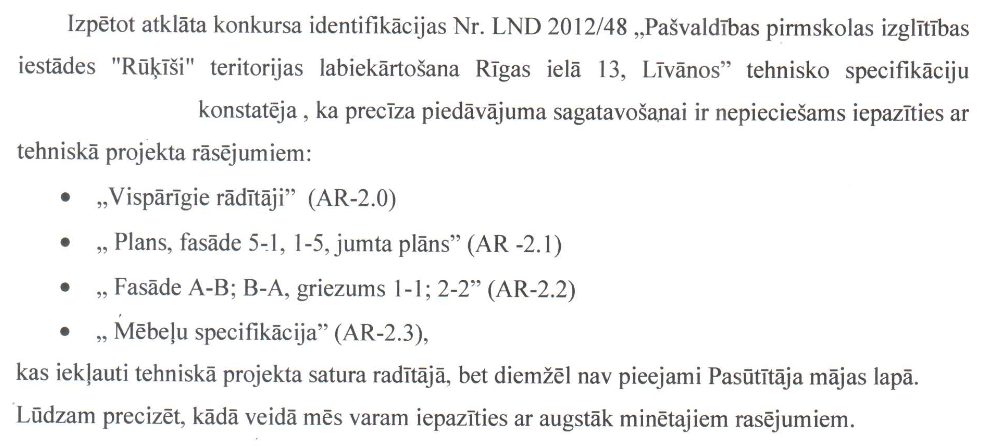 Izpētot atklāta konkursa identifikācijas Nr. LND 2012/48 „Pašvaldības pirmskolas izglītības
iestādes "Rūķīši" teritorijas labiekārtošana Rīgas ielā 13, Līvānos” tehnisko specifikāciju
konstatēja , ka precīza piedāvājuma sagatavošanai ir nepieciešams iepazīties ar
tehniskā projekta rāsējumiem:
• „Vispārīgie rādītāji” (AR-2.0)
• „ Plans, fasāde 5-1, 1-5, jumta plāns” (AR -2.1)
• „ Fasāde A-B; B-A, griezums 1-1; 2-2” (AR-2.2)
• „ Mēbeļu specifikācija” (AR-2.3),
kas iekļauti tehniskā projekta satura radītājā, bet diemžēl nav pieejami Pasūtītāja mājas lapā.
Lūdzam precizēt, kādā veidā mēs varam iepazīties ar augstāk minētajiem rasējumiem.